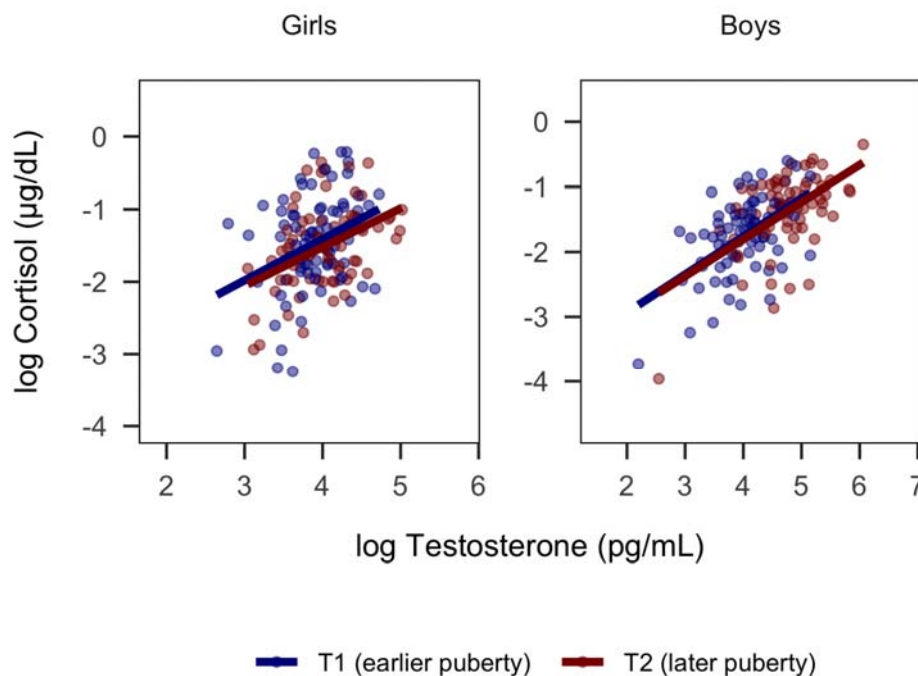 Girls
Boys
log Cortisol (µg/dL)
0
-1
-2
-3
-4
0
-1
-2
-3
-4
2 3 4 5 6
2 3 4 5 6 7
log Testosterone (pg/mL)
T1 (earlier puberty)
T2 (later puberty)